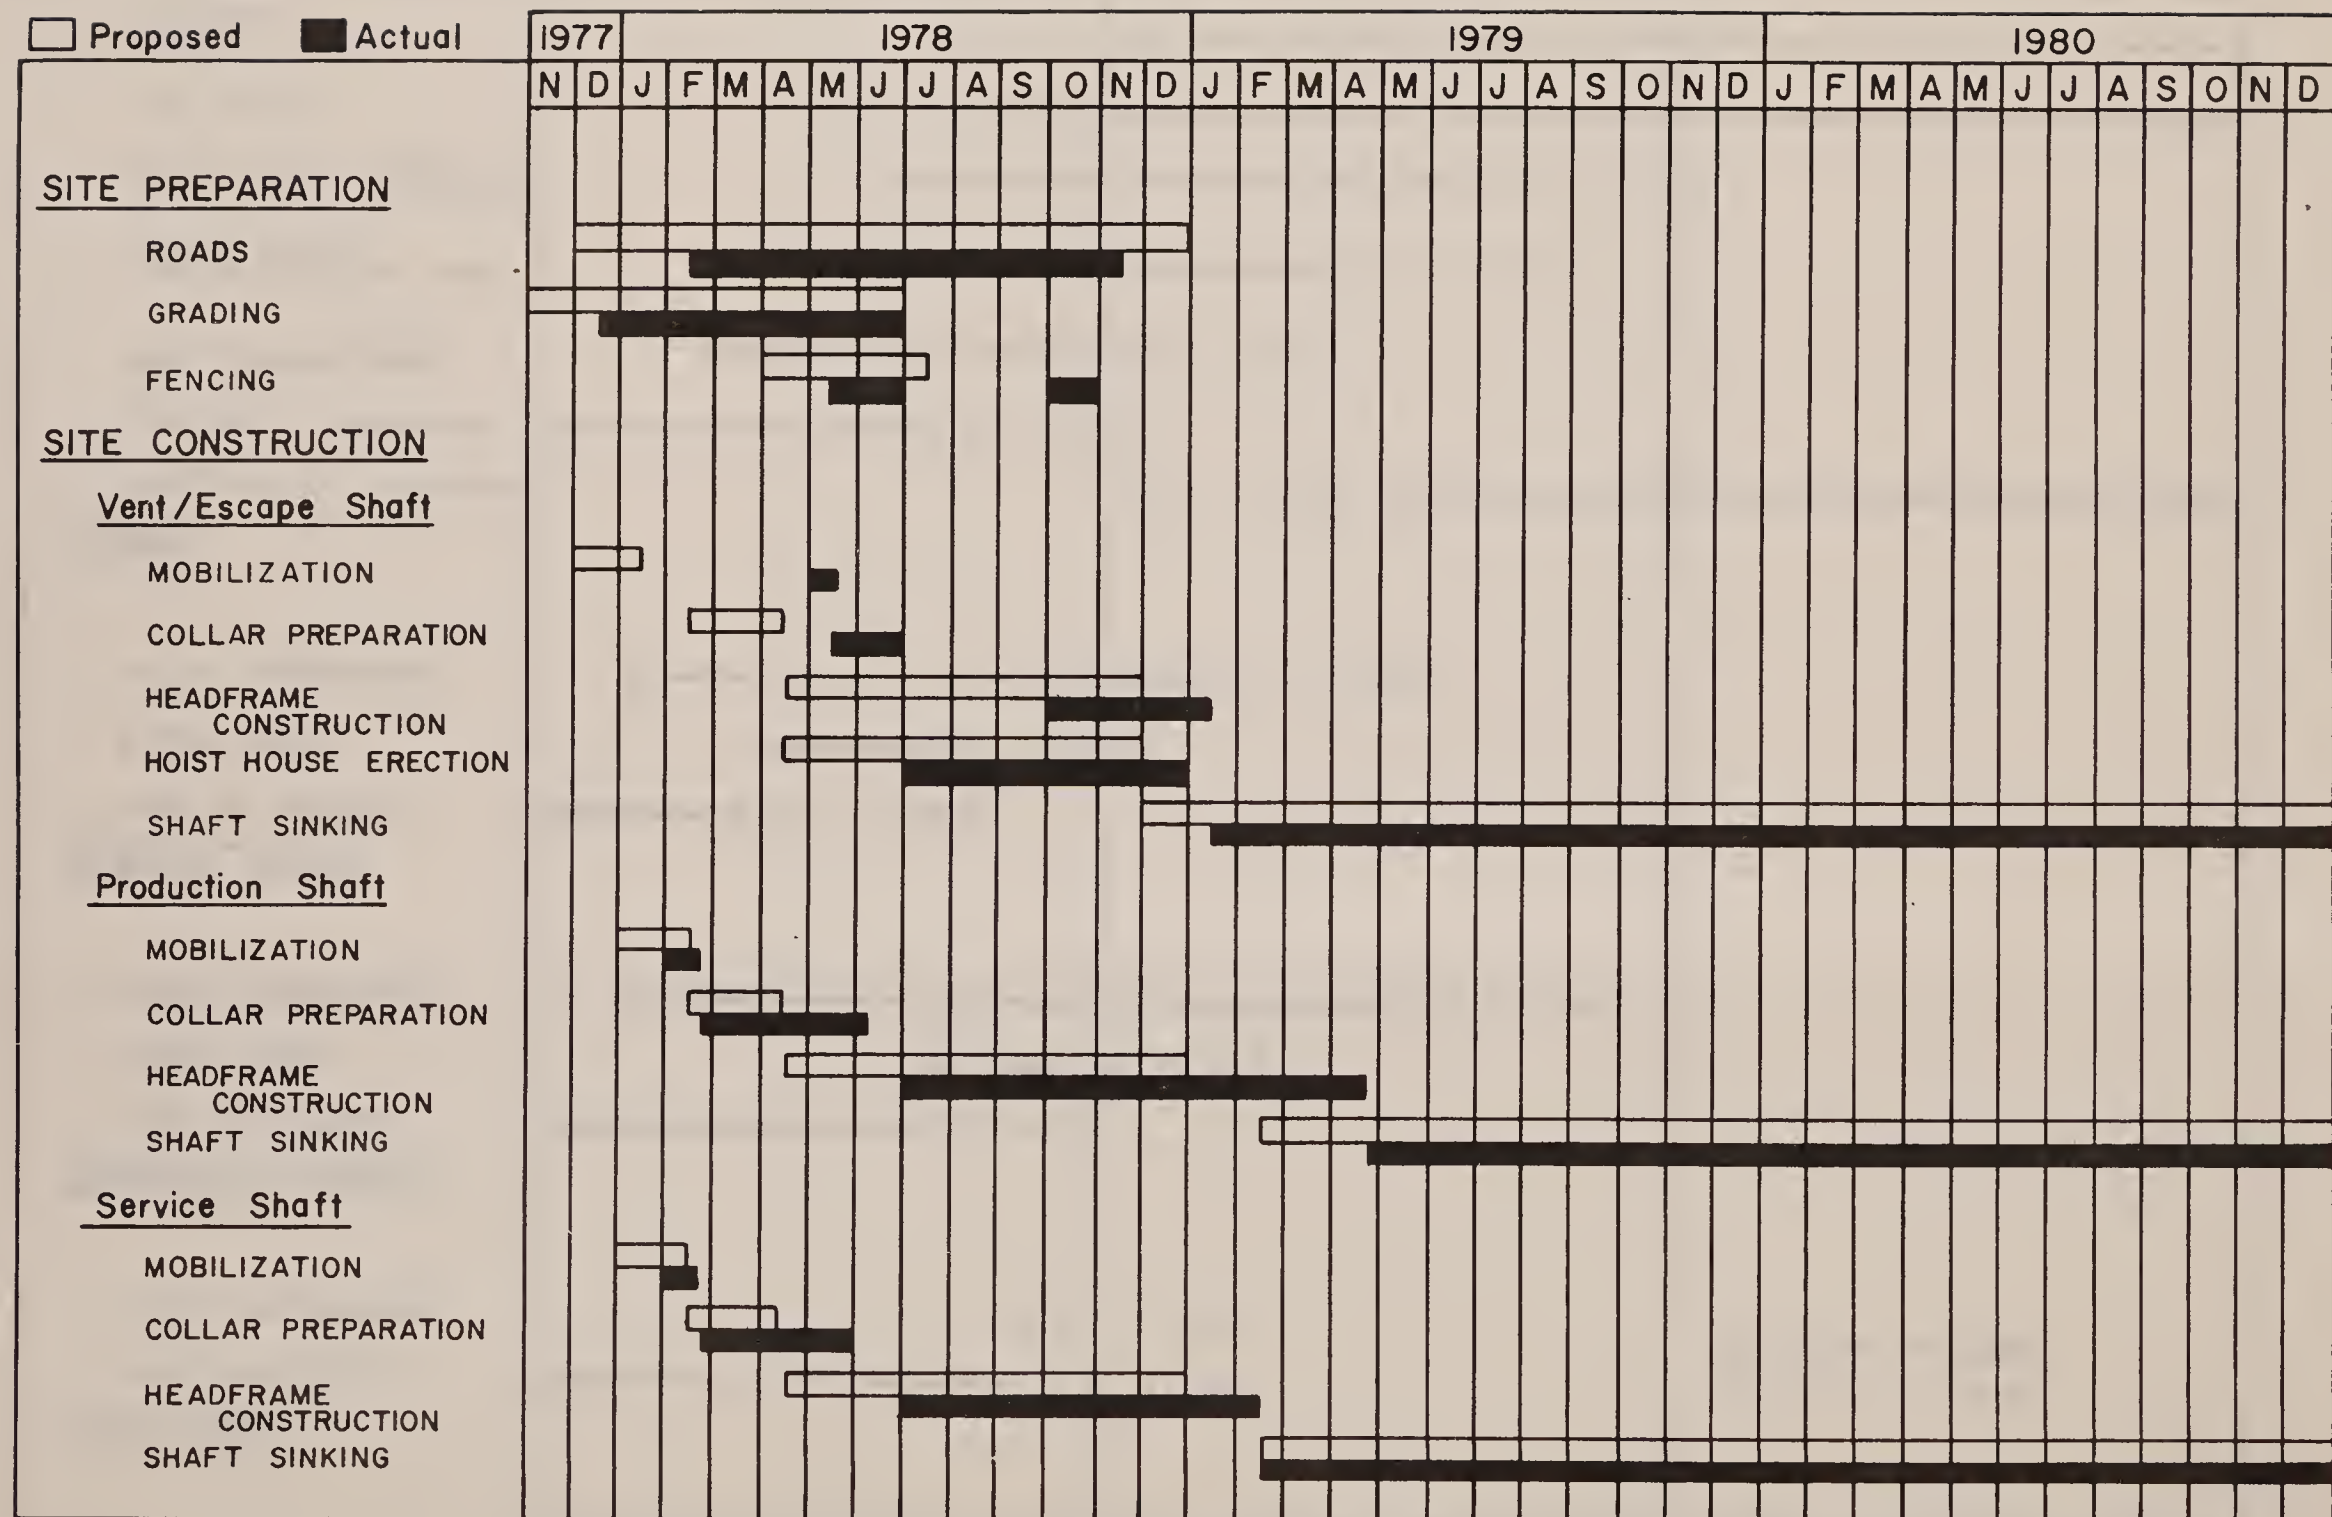 Proposed Actual 1977 1978 1979 1980
N D J F M A M J J A S O N D J F M A M J J A S O N D J F M A M J J A S O N D
SITE PREPARATION
ROADS
GRADING
FENCING
SITE CONSTRUCTION
Vent/Escape Shaft
MOBILIZATION
COLLAR PREPARATION
HEADFRAME
CONSTRUCTION
HOIST HOUSE ERECTION
SHAFT SINKING
Production Shaft
MOBILIZATION
COLLAR PREPARATION
HEADFRAME
CONSTRUCTION
SHAFT SINKING
Service Shaft
MOBILIZATION
COLLAR PREPARATION
HEADFRAME
CONSTRUCTION
SHAFT SINKING